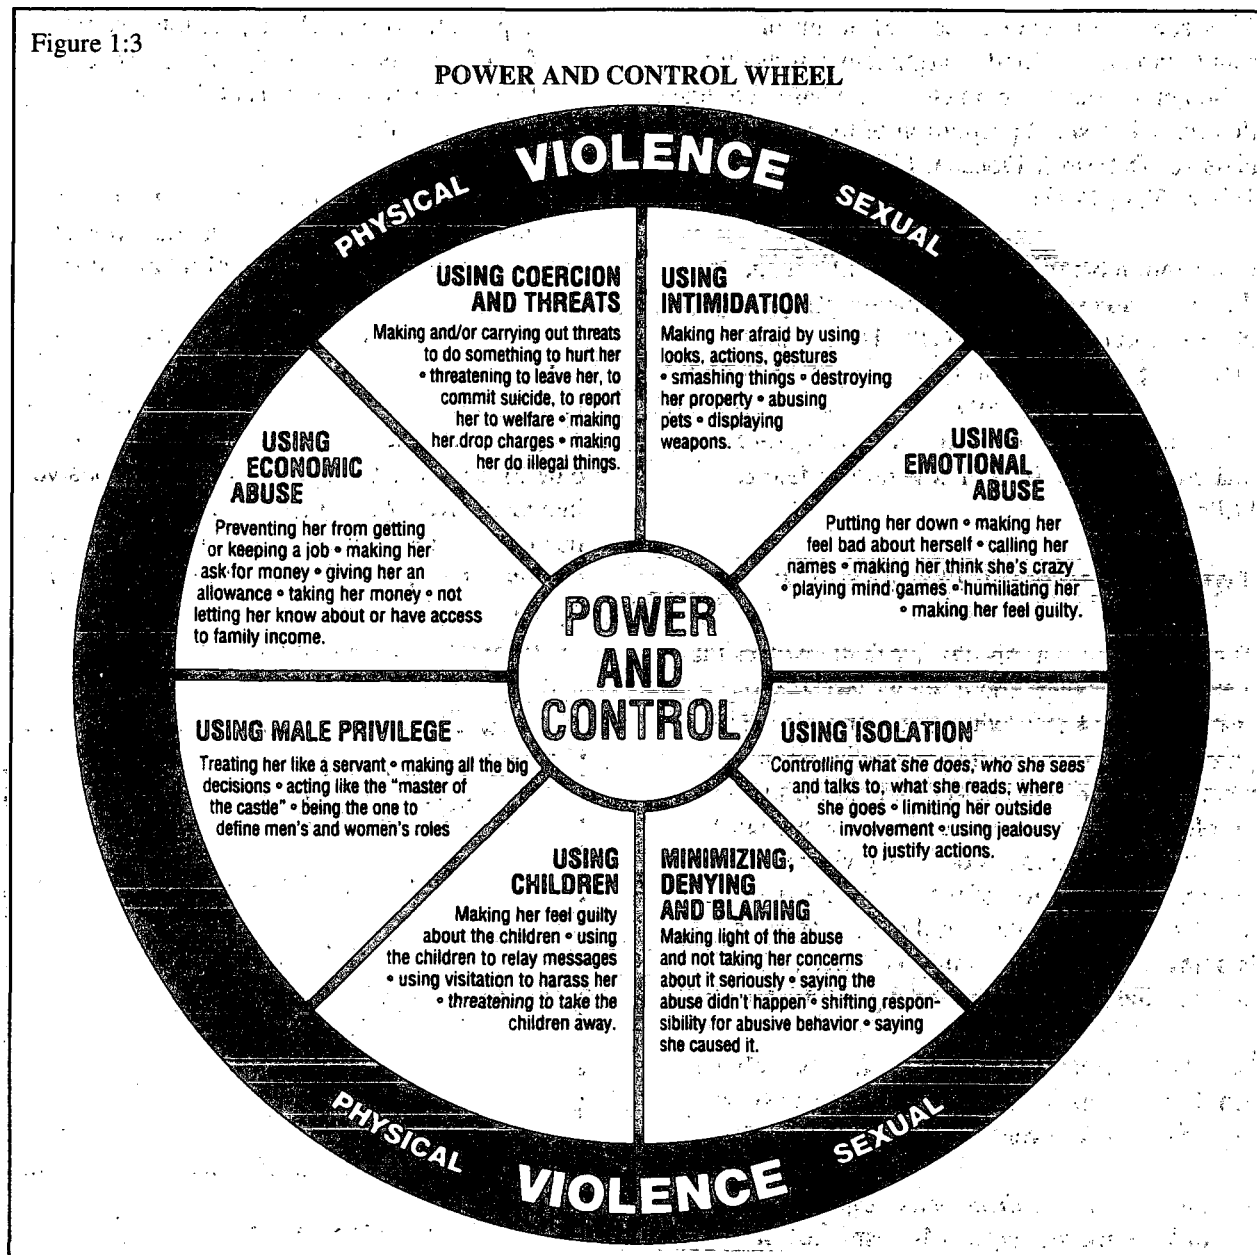 Figure 1:3
POWER AND CONTROL WHEEL
PHYSICAL VIOLENCE SEXUAL
USING COERCION
AND THREATS
Making and/or carrying out threats
to do something to hurt her
• threatening to leave her, to
commit suicide, to report
her to welfare • making
her drop charges • making
her do illegal things.
USING
INTIMIDATION
Making her afraid by using
looks, actions, gestures
• smashing things • destroying
her property • abusing
pets • displaying
weapons.
USING
ECONOMIC
ABUSE
Preventing her from getting
or keeping a job • making her
ask for money • giving her an
allowance • taking her money • not
letting her know about or have access
to family income.
USING
EMOTIONAL
ABUSE
Putting her down • making her
feel bad about herself • calling her
names • making her think she's crazy
• playing mind games • humiliating her
• making her feel guilty.
POWER
AND
CONTROL
USING MALE PRIVILEGE
Treating her like a servant • making all the big
decisions • acting like the "master of
the castle" • being the one to
define men's and women's roles
USING ISOLATION
Controlling what she does, who she sees
and talks to, what she reads, where
she goes • limiting her outside
involvement • using jealousy
to justify actions.
USING
CHILDREN
Making her feel guilty
about the children • using
the children to relay messages
• using visitation to harass her
• threatening to take the
children away.
MINIMIZING,
DENYING
AND BLAMING
Making light of the abuse
and not taking her concerns
about it seriously • saying the
abuse didn't happen • shifting respon-
sibility for abusive behavior • saying
she caused it.
PHYSICAL VIOLENCE SEXUAL